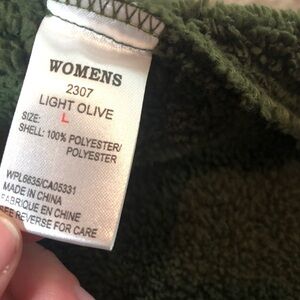 WOMENS
2307
LIGHT OLIVE
SIZE: L
SHELL: 100% POLYESTER/
POLYESTER
WPL6635/CA05331
MADE IN CHINA
FABRIQUE EN CHINE
REVERSE FOR CARE